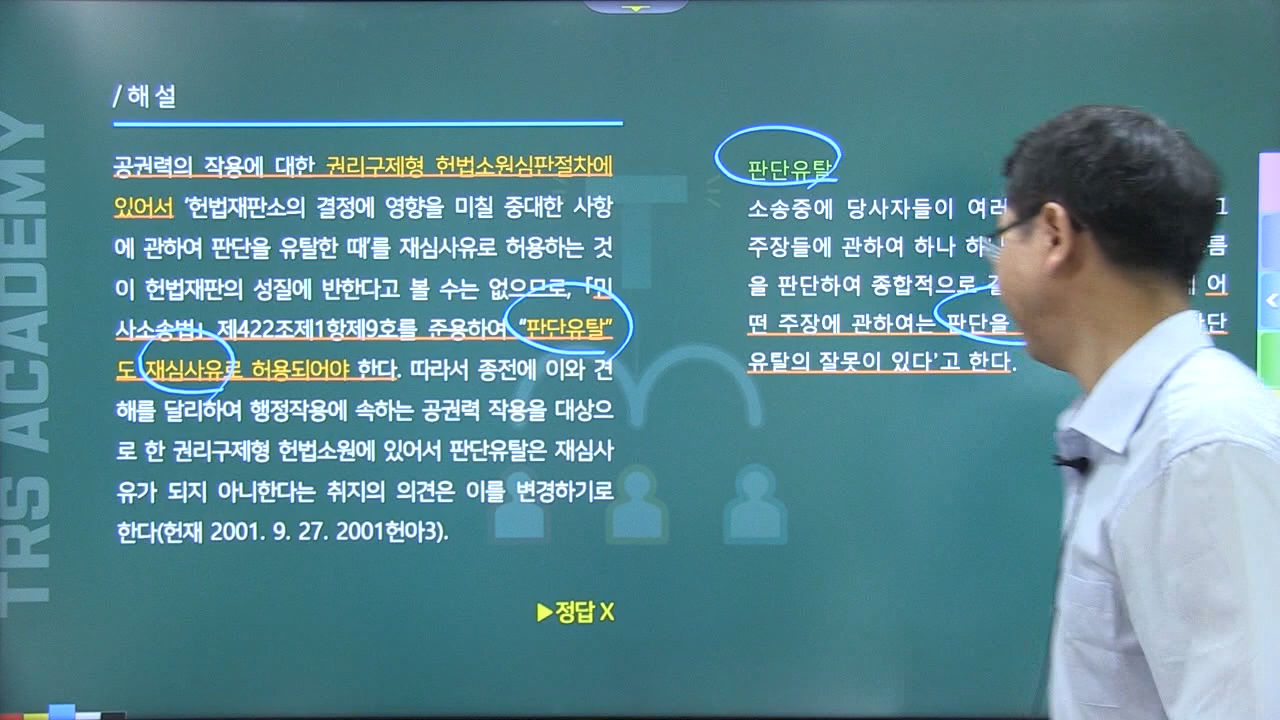 TRS ACADEMY
/ 해 설
공권력의 작용에 대한 권리구제형 헌법소원심판절차에
있어서 ‘헌법재판소의 결정에 영향을 미칠 중대한 사항
에 관하여 판단을 유탈한 때’를 재심사유로 허용하는 것
이 헌법재판의 성질에 반한다고 볼 수는 없으므로, 「민
사소송법」 제422조제1항제9호를 준용하여 “판단유탈”
도 재심사유로 허용되어야 한다. 따라서 종전에 이와 견
해를 달리하여 행정작용에 속하는 공권력 작용을 대상으
로 한 권리구제형 헌법소원에 있어서 판단유탈은 재심사
유가 되지 아니한다는 취지의 의견은 이를 변경하기로
한다(헌재 2001. 9. 27. 2001헌아3).
▶정답 X
판단유탈
소송중에 당사자들이 여러
주장들에 관하여 하나 름
을 판단하여 종합적으로 어
떤 주장에 관하여는 판단을 판단
유탈의 잘못이 있다’고 한다.